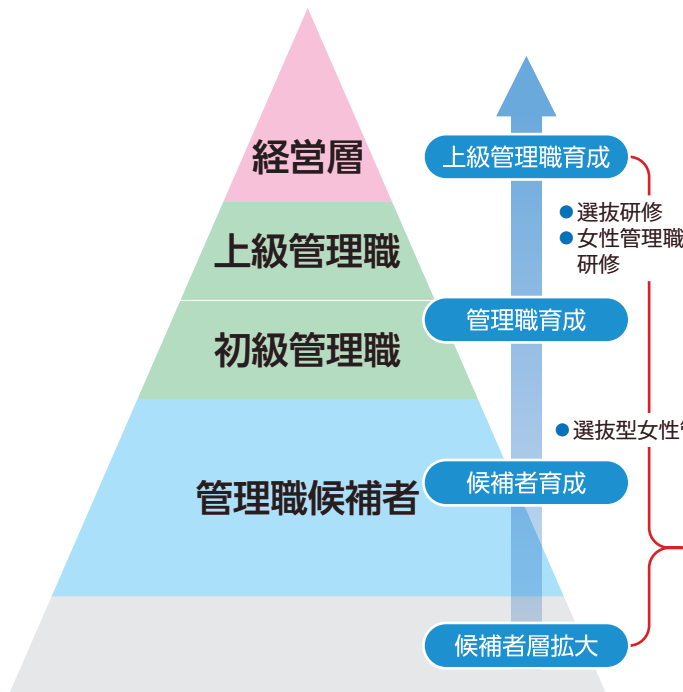 経営層
上級管理職育成
選抜研修
上級管理職
女性管理職
研修
管理職育成
初級管理職
選抜型女性
候補者育成
管理職候補者
候補者層拡大